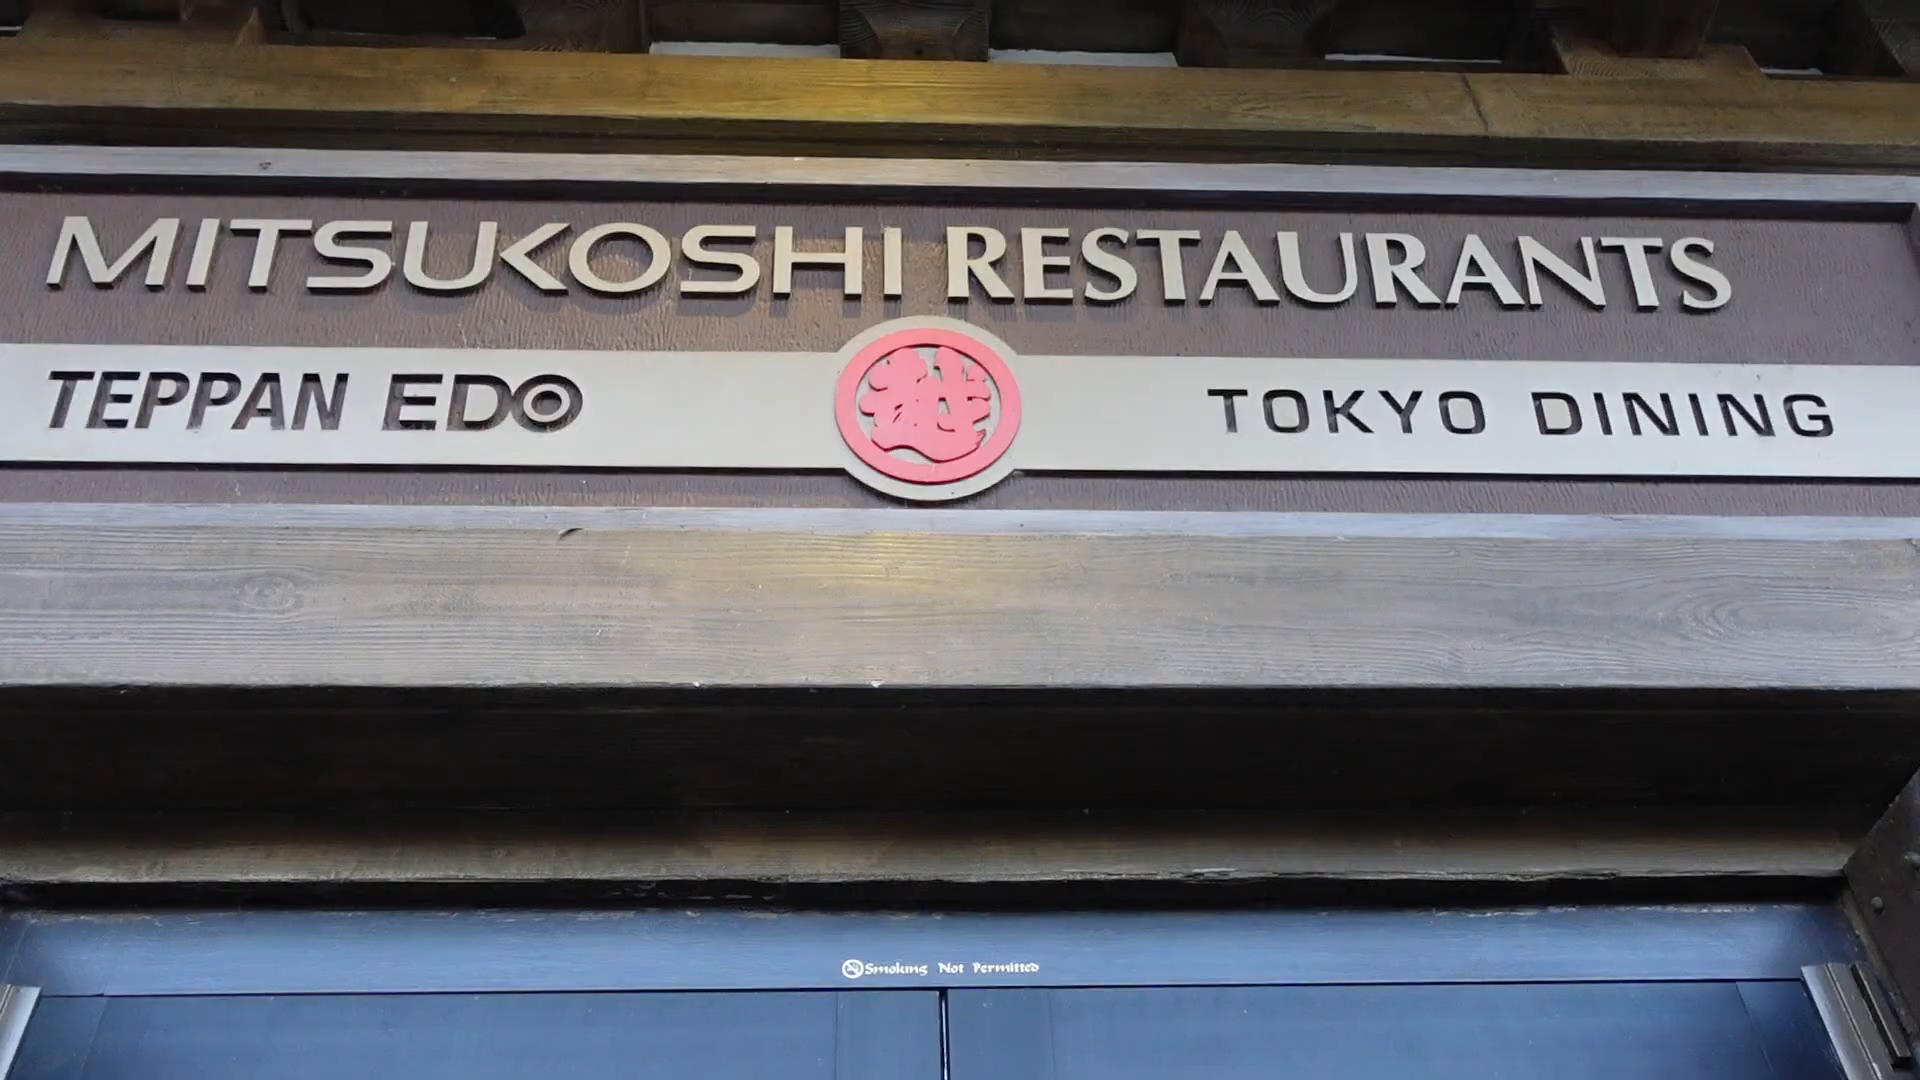 MITSUKOSHI RESTAURANTS
TEPPAN EDO
越
TOKYO DINING
Smoking Not Permitted